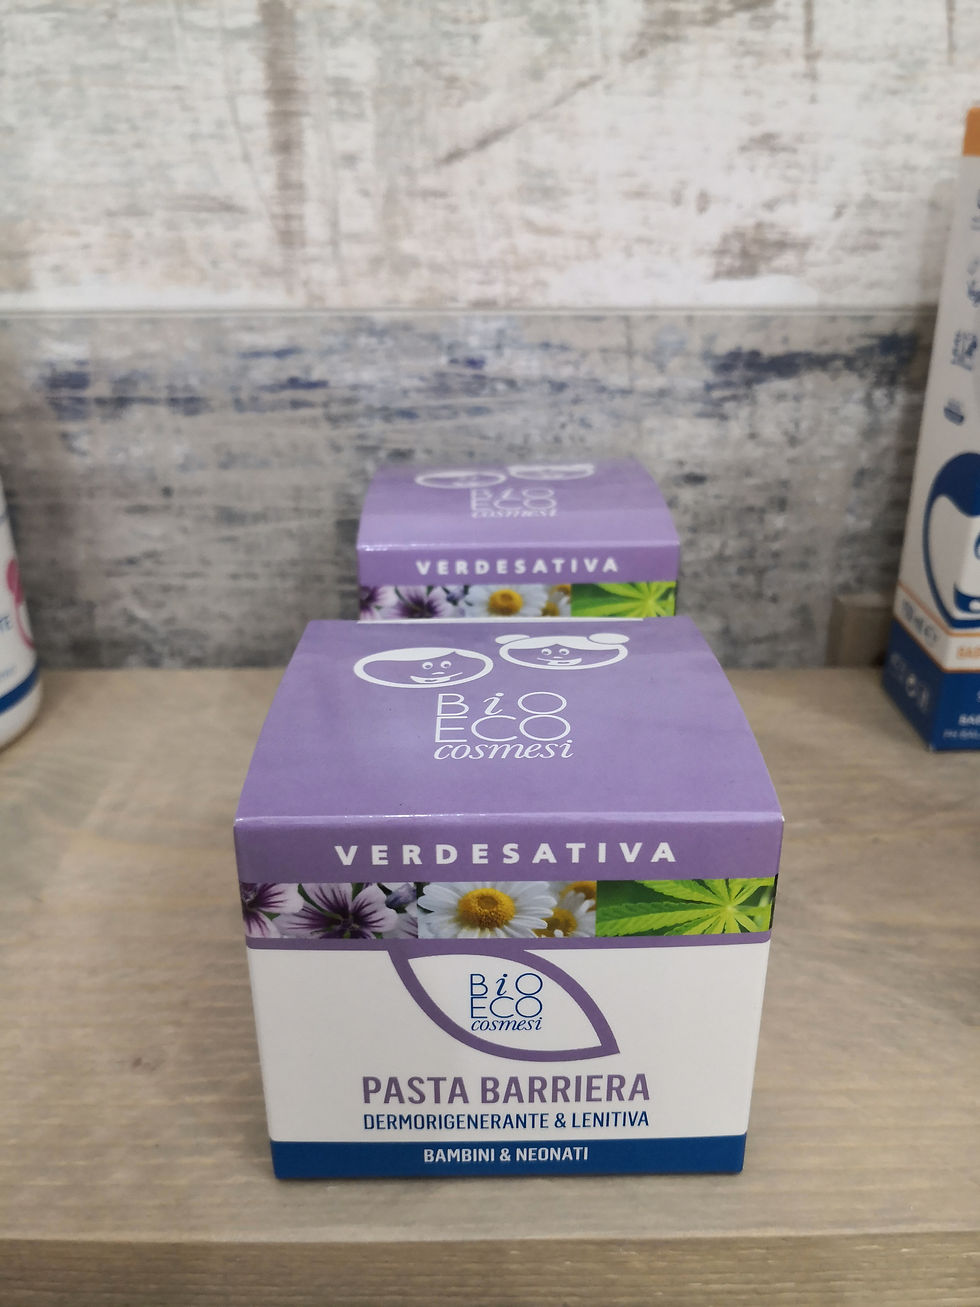 BiO
ECO
cosmesi
VERDESATIVA
BiO
ECO
cosmesi
VERDESATIVA
BiO
ECO
cosmesi
PASTA BARRIERA
DERMORIGENERANTE & LENITIVA
BAMBINI & NEONATI